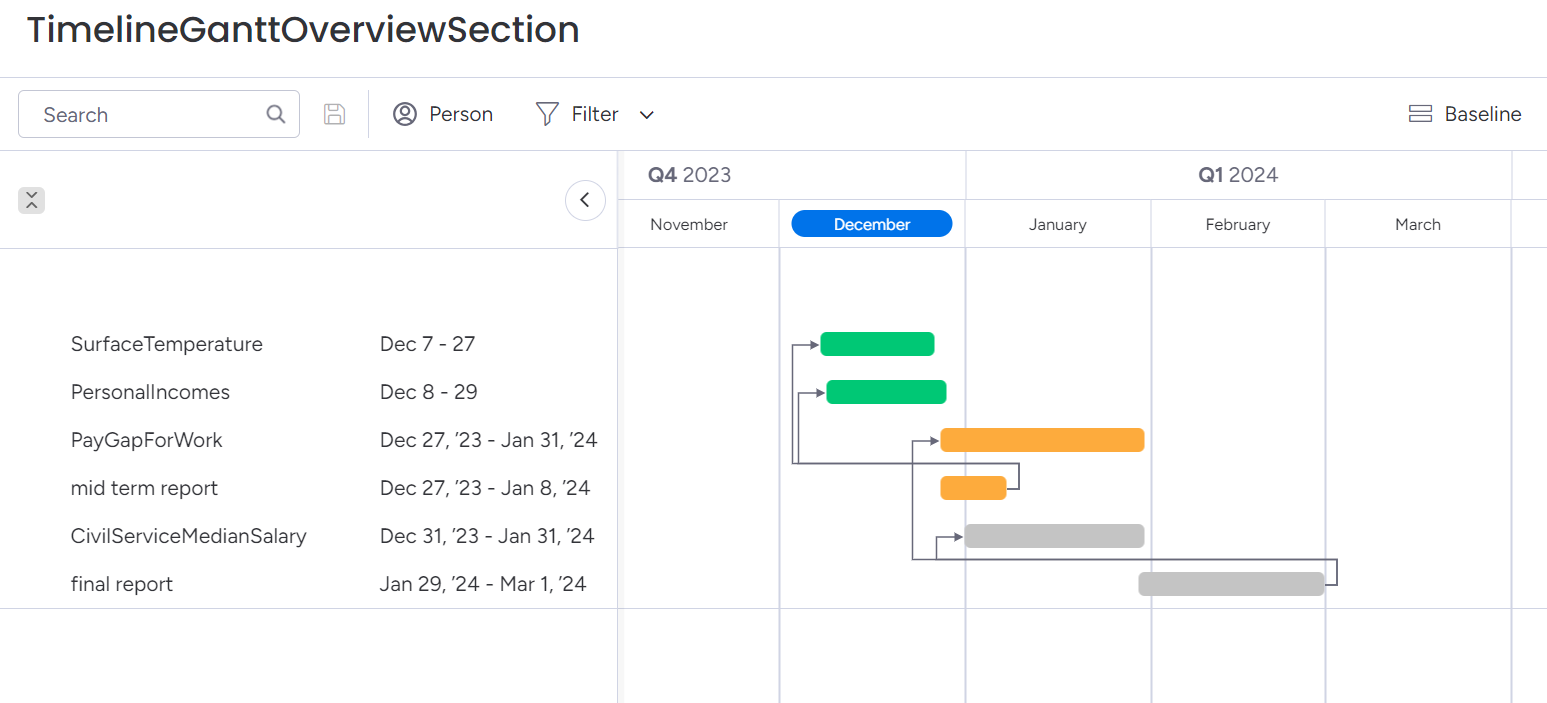 TimelineGanttOverviewSection
Search Person Filter Baseline
Q4 2023 Q1 2024
November December January February March
SurfaceTemperature Dec 7 - 27
PersonalIncomes Dec 8 - 29
PayGapForWork Dec 27, ’23 - Jan 31, ’24
mid term report Dec 27, ’23 - Jan 8, ’24
CivilServiceMedianSalary Dec 31, ’23 - Jan 31, ’24
final report Jan 29, ’24 - Mar 1, ’24